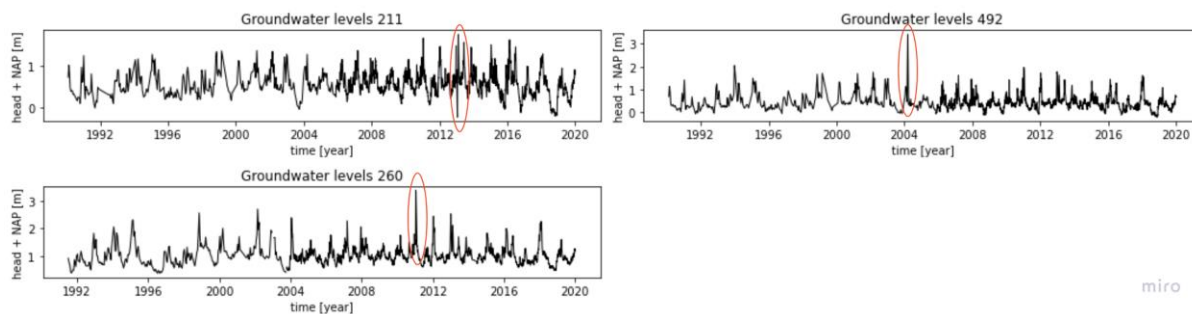 Groundwater levels 211
head + NAP [m]
1
0
1992 1996 2000 2004 2008 2012 2016 2020
time [year]
Groundwater levels 492
head + NAP [m]
3
2
1
0
1992 1996 2000 2004 2008 2012 2016 2020
time [year]
Groundwater levels 260
head + NAP [m]
3
2
1
1992 1996 2000 2004 2008 2012 2016 2020
time [year]
miro